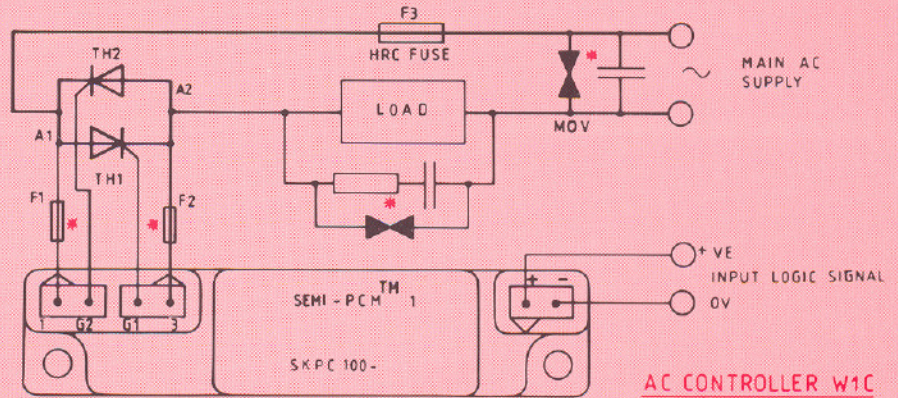 F3
HRC FUSE
TH2
A2
A1
TH1
LOAD
MOV
*
MAIN AC
SUPPLY
F1
*
*
F2
*
+ VE
INPUT LOGIC SIGNAL
0V
+ -
1 G2 G1 3
SEMI-PCM TM 1
SKPC 100-
AC CONTROLLER W1C